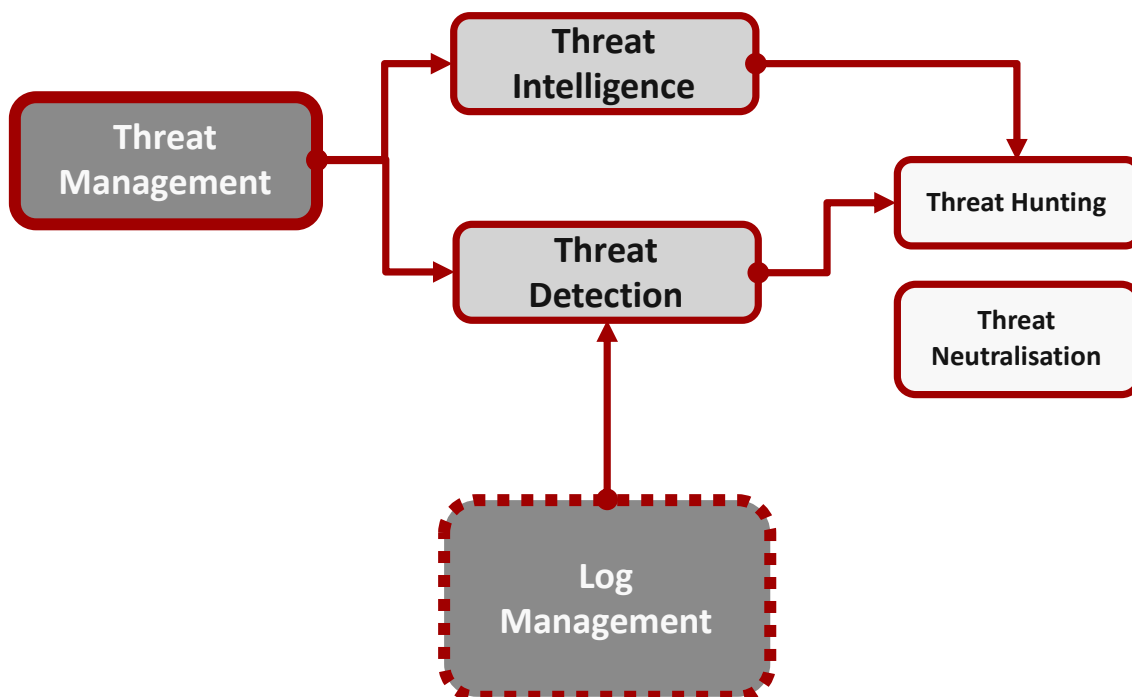 Threat
Intelligence
Threat
Management
Threat Hunting
Threat
Detection
Threat
Neutralisation
Log
Management